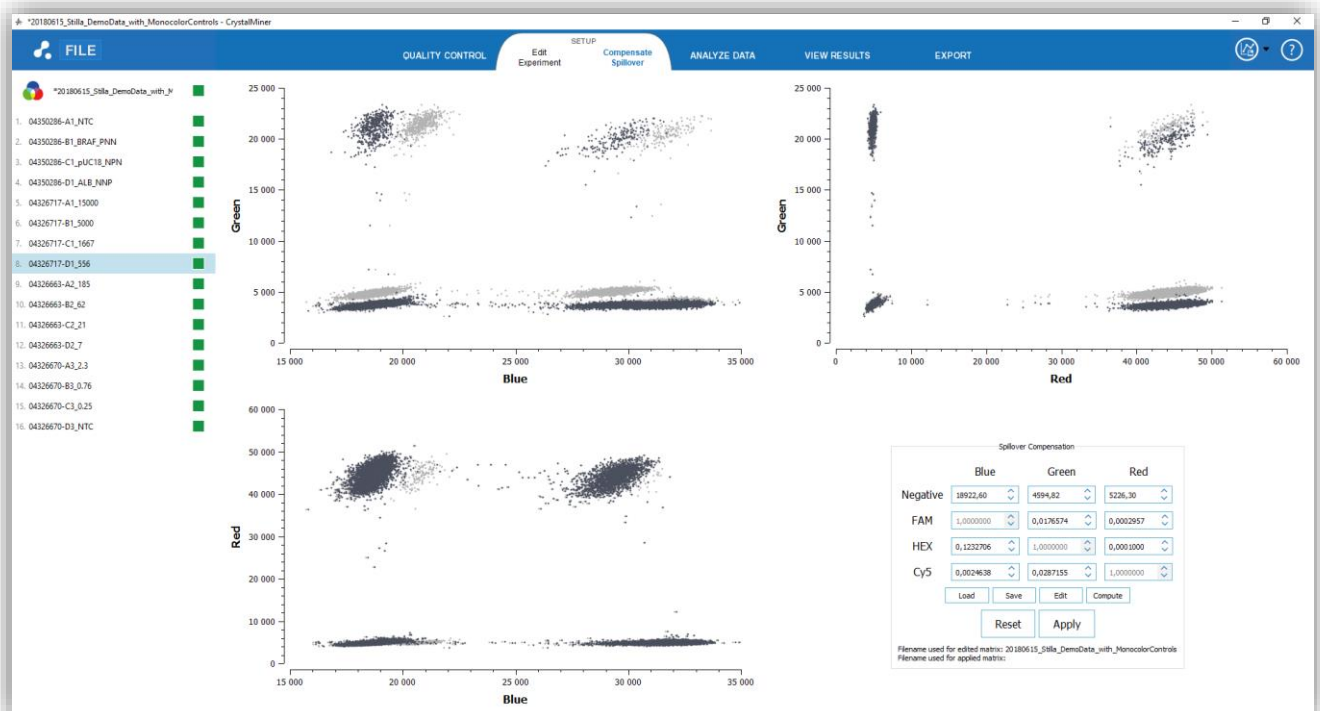 *20180615_Stilla_DemoData_with_MonocolorControls - CrystalMiner
FILE
QUALITY CONTROL
SETUP
Edit Experiment
Compensate Spillover
ANALYZE DATA
VIEW RESULTS
EXPORT
?
*20180615_Stilla_DemoData_with_M
1. 04350286-A1_NTC
2. 04350286-B1_BRAF_PNN
3. 04350286-C1_pUC18_NPN
4. 04350286-D1_ALB_NNP
5. 04326717-A1_15000
6. 04326717-B1_5000
7. 04326717-C1_1667
8. 04326717-D1_556
9. 04326663-A2_185
10. 04326663-B2_62
11. 04326663-C2_21
12. 04326663-D2_7
13. 04326670-A3_2.3
14. 04326670-B3_0.76
15. 04326670-C3_0.25
16. 04326670-D3_NTC
25 000
20 000
15 000
10 000
5 000
0
Green
15 000 20 000 25 000 30 000 35 000
Blue
25 000
20 000
15 000
10 000
5 000
0
Green
0 10 000 20 000 30 000 40 000 50 000 60 000
Red
60 000
50 000
40 000
30 000
20 000
10 000
0
Red
15 000 20 000 25 000 30 000 35 000
Blue
Spillover Compensation
Blue Green Red
Negative 18922,60 4594,82 5226,30
FAM 1,0000000 0,0176574 0,0002957
HEX 0,1232706 1,0000000 0,0001000
Cy5 0,0024638 0,0287155 1,0000000
Load Save Edit Compute
Reset Apply
Filename used for edited matrix: 20180615_Stilla_DemoData_with_MonocolorControls
Filename used for applied matrix: